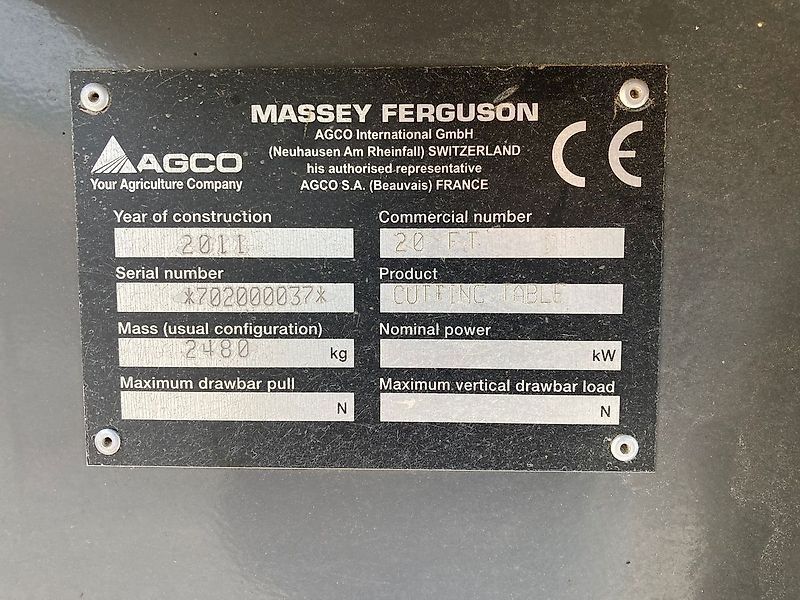 MASSEY FERGUSON
AGCO International GmbH
(Neuhausen Am Rheinfall) SWITZERLAND
his authorised representative
AGCO S.A. (Beauvais) FRANCE
AGCO
Your Agriculture Company
CE
Year of construction
2011
Commercial number
20 FT
Serial number
*702000037*
Product
CUTTING TABLE
Mass (usual configuration)
2480 kg
Nominal power
kW
Maximum drawbar pull
N
Maximum vertical drawbar load
N